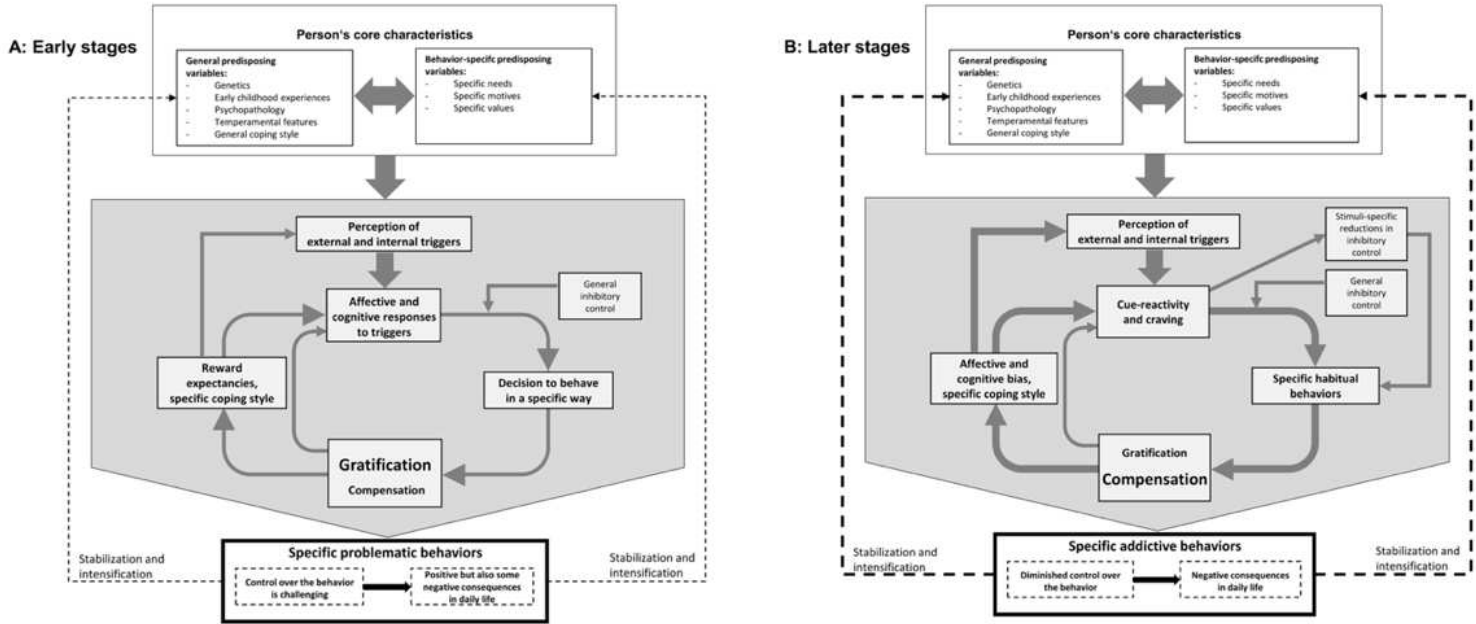 A: Early stages
Person‘s core characteristics
General predisposing
variables:
- Genetics
- Early childhood experiences
- Psychopathology
- Temperamental features
- General coping style
Behavior-specifc predisposing
variables:
- Specific needs
- Specific motives
- Specific values
Perception of
external and internal triggers
Affective and
cognitive responses
to triggers
General
inhibitory
control
Reward
expectancies,
specific coping style
Decision to behave
in a specific way
Gratification
Compensation
Stabilization and
intensification
Stabilization and
intensification
Specific problematic behaviors
Control over the behavior
is challenging
Positive but also some
negative consequences
in daily life
B: Later stages
Person‘s core characteristics
General predisposing
variables:
- Genetics
- Early childhood experiences
- Psychopathology
- Temperamental features
- General coping style
Behavior-specifc predisposing
variables:
- Specific needs
- Specific motives
- Specific values
Perception of
external and internal triggers
Stimuli-specific
reductions in
inhibitory
control
Cue-reactivity
and craving
General
inhibitory
control
Affective and
cognitive bias,
specific coping style
Specific habitual
behaviors
Gratification
Compensation
Stabilization and
intensification
Stabilization and
intensification
Specific addictive behaviors
Diminished control over
the behavior
Negative consequences
in daily life